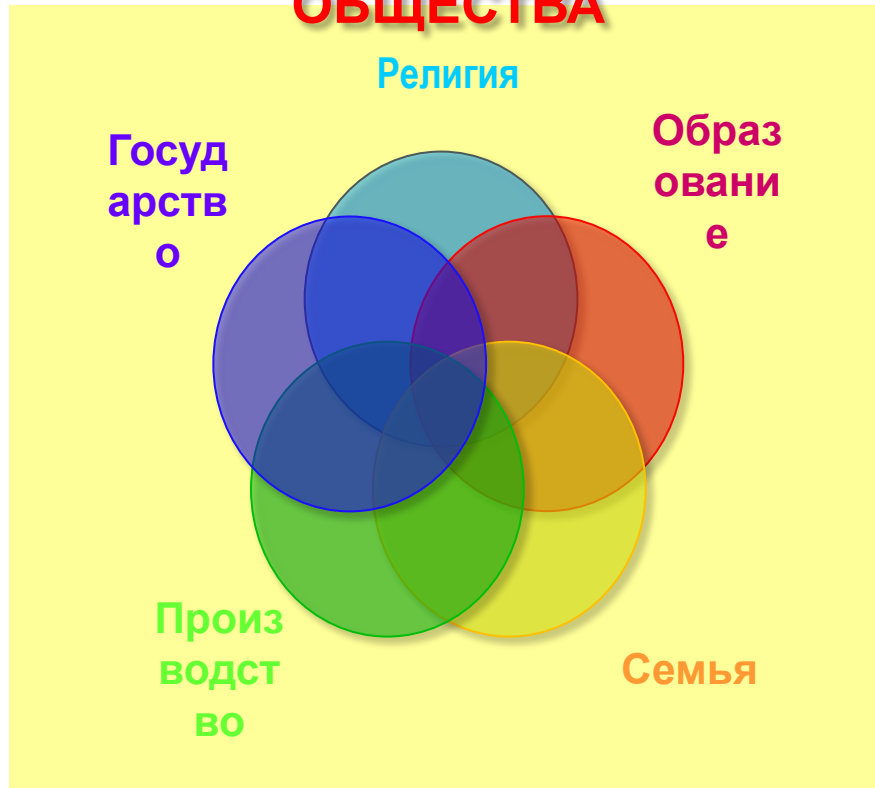 ОБЩЕСТВА
Религия
Образ
овани
е
Госуд
арств
о
Произ
водст
во
Семья